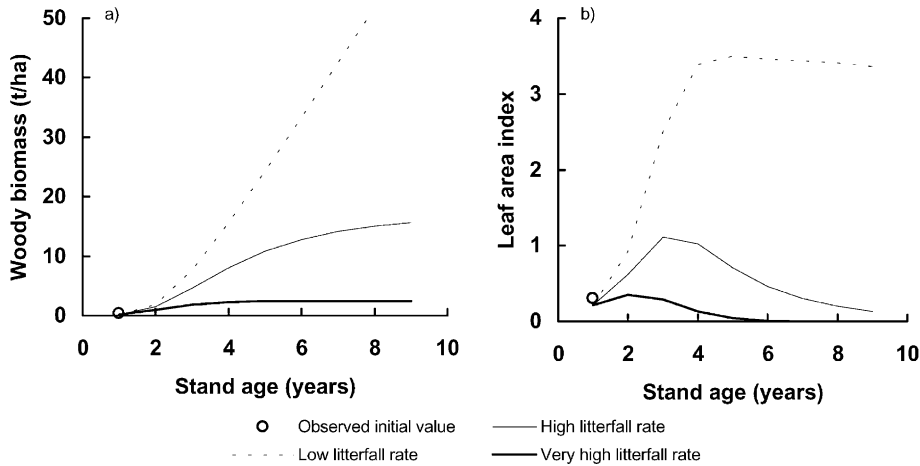 a)
Woody biomass (t/ha)
50
40
30
20
10
0
0 2 4 6 8 10
Stand age (years)
b)
Leaf area index
4
3
2
1
0
0 2 4 6 8 10
Stand age (years)
Observed initial value
High litterfall rate
Low litterfall rate
Very high litterfall rate